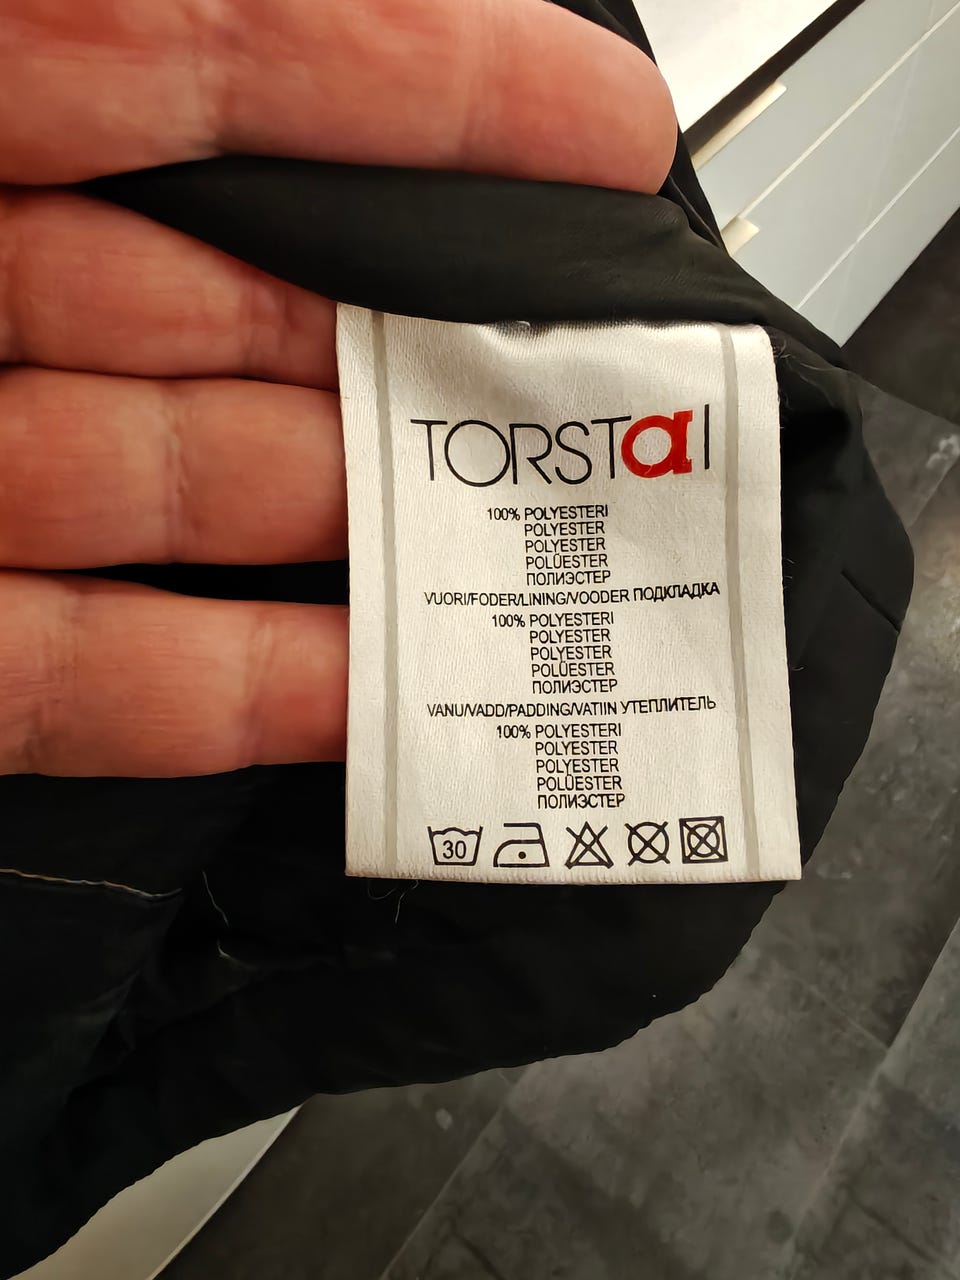 TORSTaI
100% POLYESTERI
POLYESTER
POLYESTER
POLÜESTER
ПОЛИЭСТЕР
VUORI/FODER/LINING/VOODER ПОДКЛАДКА
100% POLYESTERI
POLYESTER
POLYESTER
POLÜESTER
ПОЛИЭСТЕР
VANU/VADD/PADDING/VATIIN УТЕПЛИТЕЛЬ
100% POLYESTERI
POLYESTER
POLYESTER
POLÜESTER
ПОЛИЭСТЕР
30